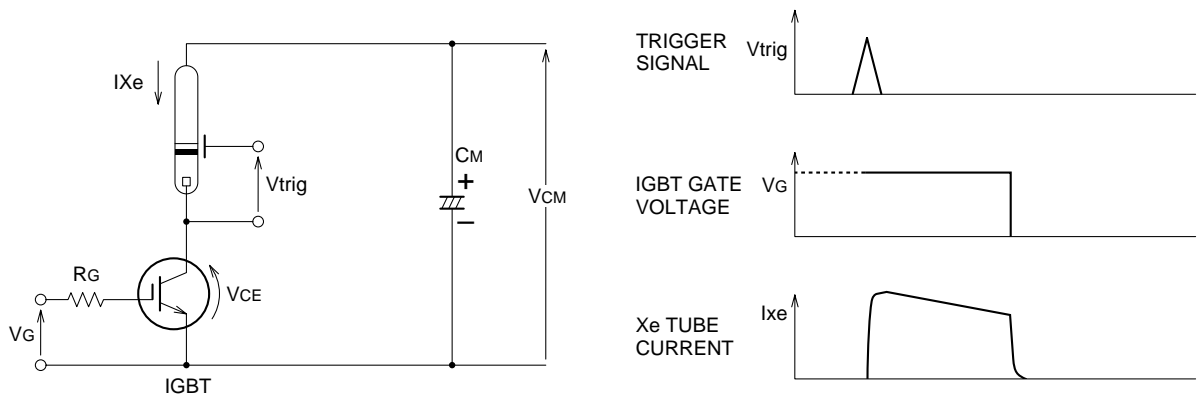 IXe
Vtrig
CM
+
–
VCM
RG
VCE
VG
IGBT
TRIGGER
SIGNAL
Vtrig
IGBT GATE
VOLTAGE
VG
Xe TUBE
CURRENT
Ixe